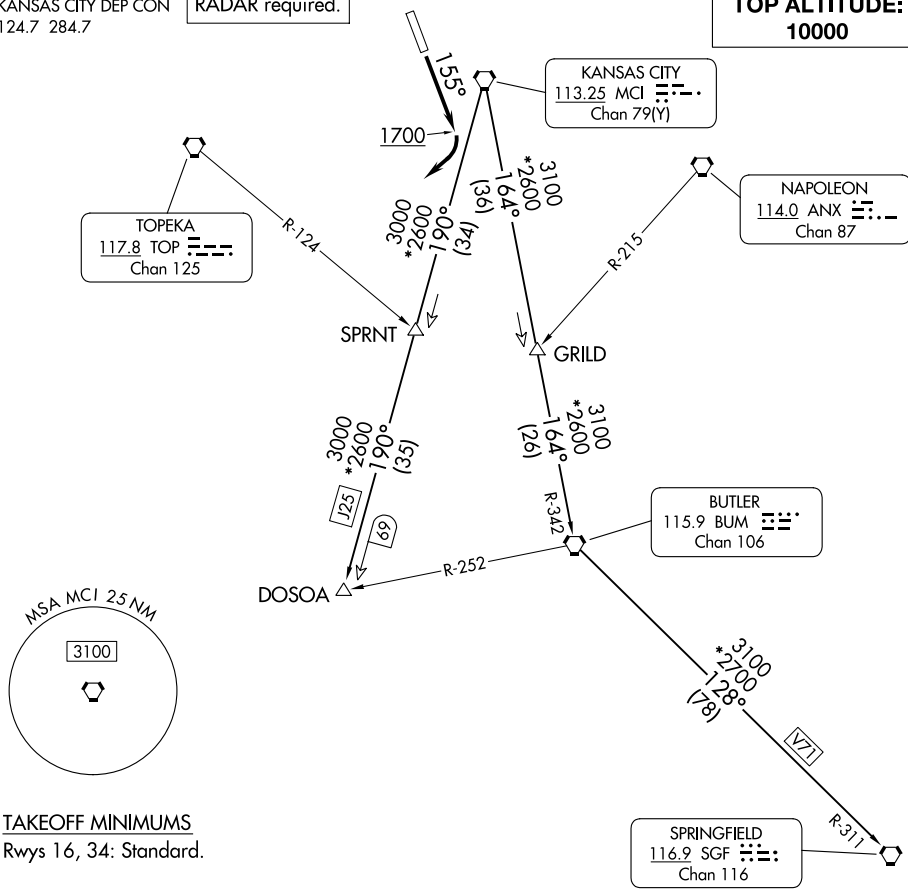 KANSAS CITY DEP CON
124.7 284.7
RADAR required.
TOP ALTITUDE:
10000
155°
1700
KANSAS CITY
113.25 MCI
Chan 79(Y)
TOPEKA
117.8 TOP
Chan 125
NAPOLEON
114.0 ANX
Chan 87
R-124
R-215
3000
*2600
190°
(34)
3100
*2600
164°
(36)
SPRNT
GRILD
3000
*2600
190°
(35)
3100
*2600
164°
(26)
J25
69
R-342
BUTLER
115.9 BUM
Chan 106
R-252
DOSOA
MSA MCI 25 NM
3100
3100
*2700
128°
(78)
V71
R-311
TAKEOFF MINIMUMS
Rwys 16, 34: Standard.
SPRINGFIELD
116.9 SGF
Chan 116